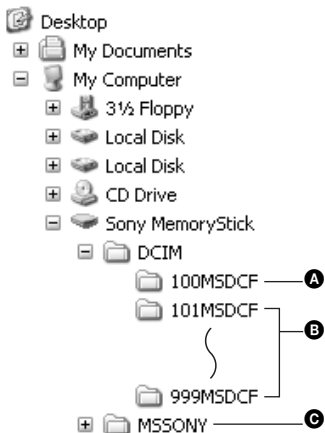 Desktop
My Documents
My Computer
3½ Floppy
Local Disk
Local Disk
CD Drive
Sony MemoryStick
DCIM
100MSDCF A
101MSDCF
B
999MSDCF
MSSONY C